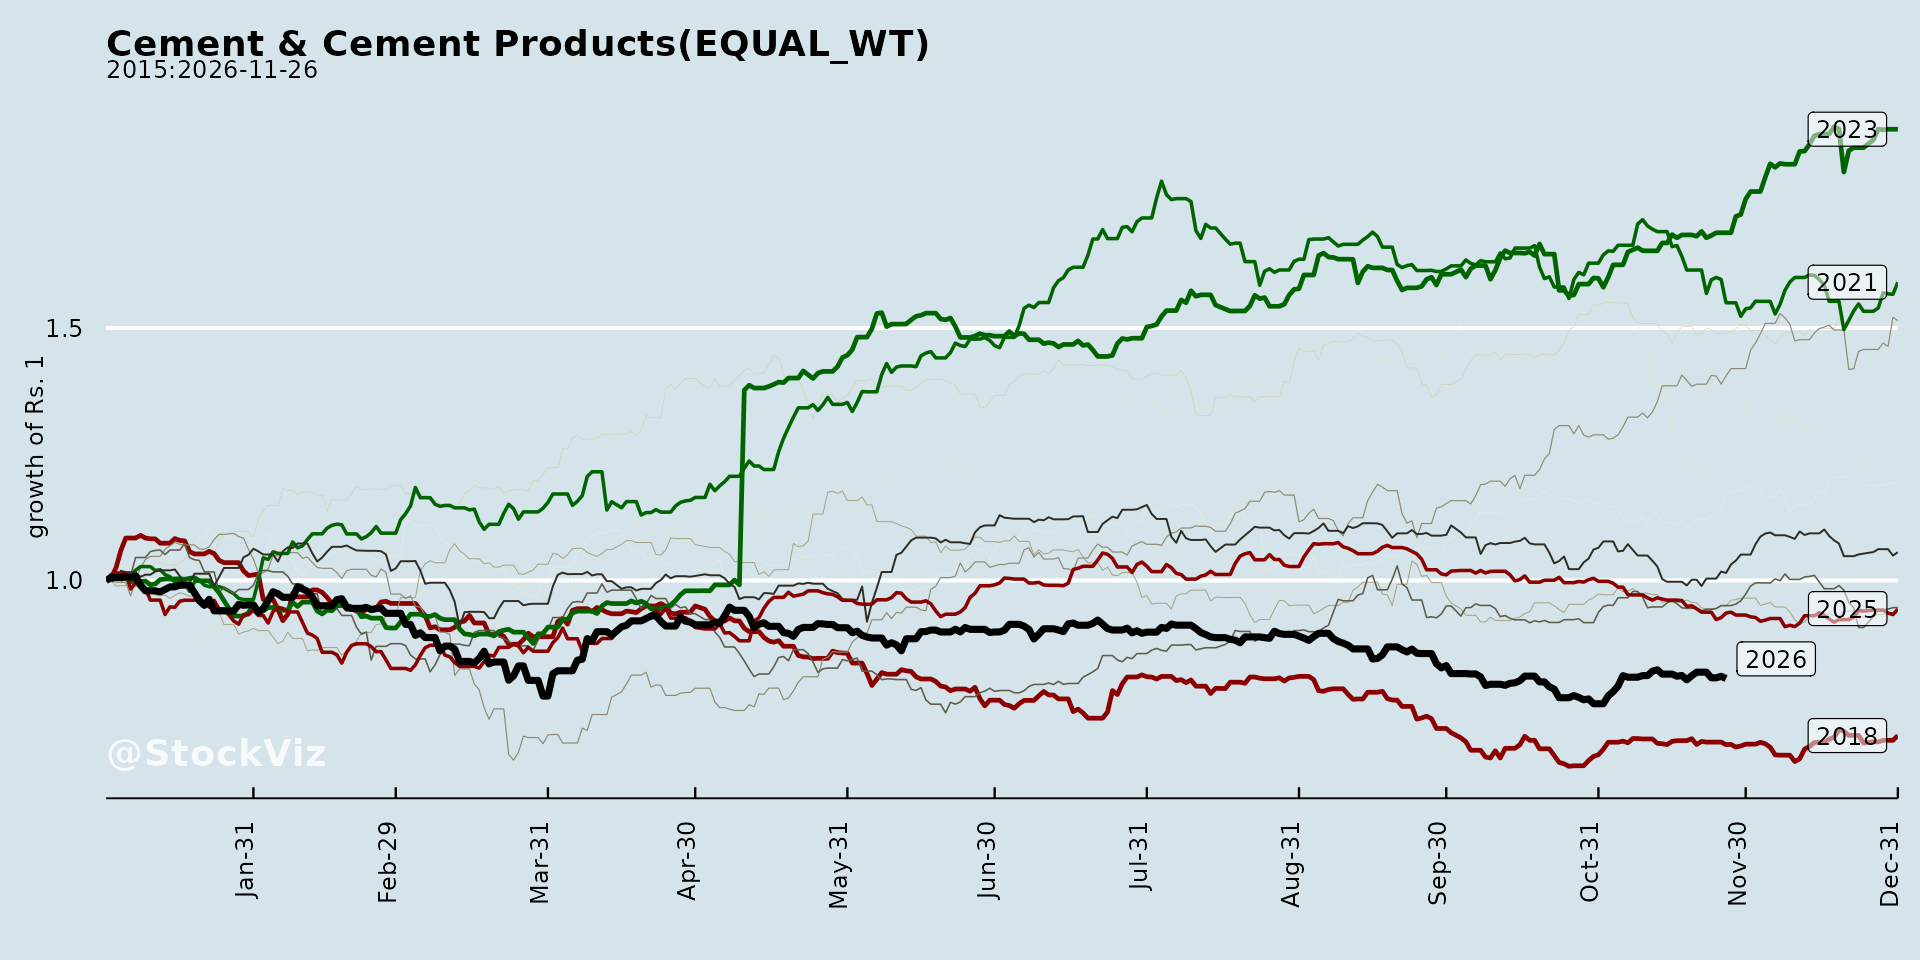 Cement & Cement Products(EQUAL_WT)
2015:2026-11-26
2023
2021
1.5
growth of Rs. 1
1.0
2025
2026
2018
@StockViz
Jan-31
Feb-29
Mar-31
Apr-30
May-31
Jun-30
Jul-31
Aug-31
Sep-30
Oct-31
Nov-30
Dec-31